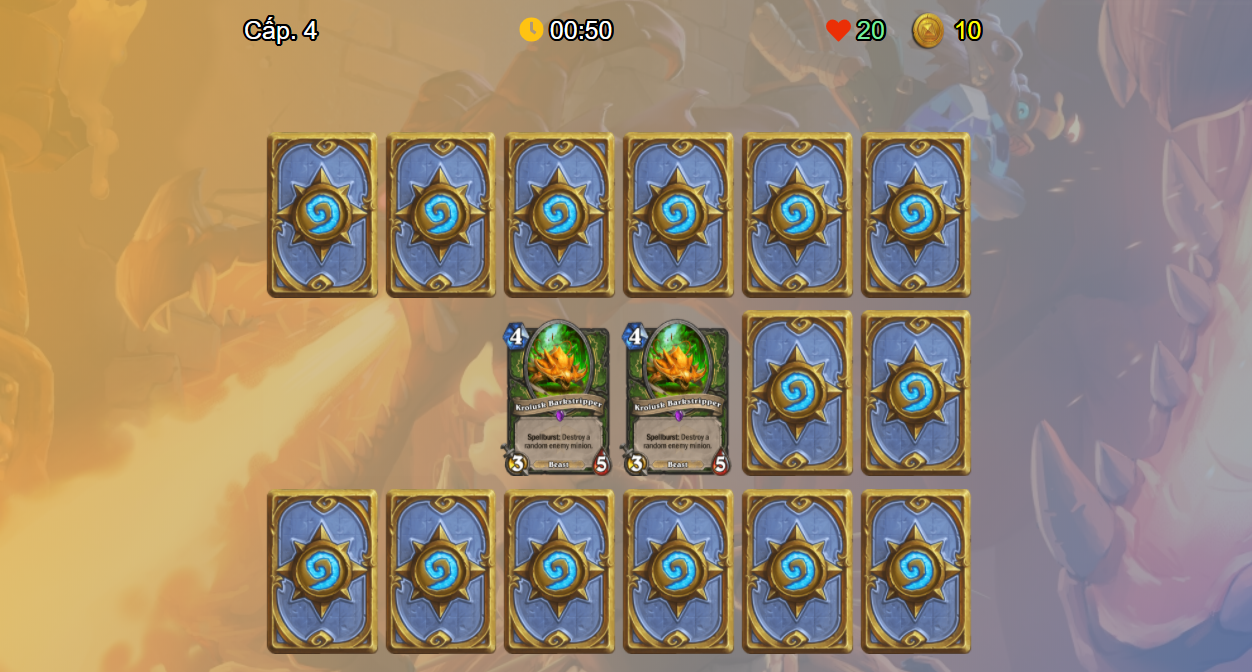 Cấp. 4
00:50
20
10
4
Krolusk Barkstripper
Spellburst: Destroy a
random enemy minion.
3
Beast
5
4
Krolusk Barkstripper
Spellburst: Destroy a
random enemy minion.
3
Beast
5